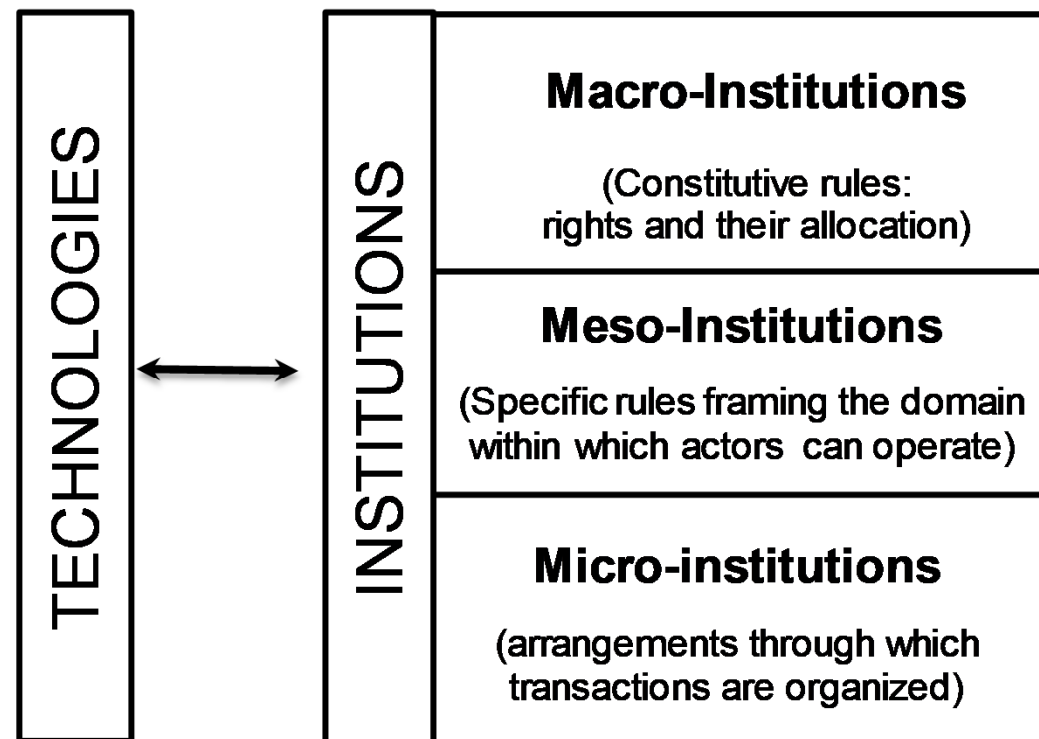 TECHNOLOGIES
INSTITUTIONS
Macro-Institutions
(Constitutive rules:
rights and their allocation)
Meso-Institutions
(Specific rules framing the domain
within which actors can operate)
Micro-institutions
(arrangements through which
transactions are organized)